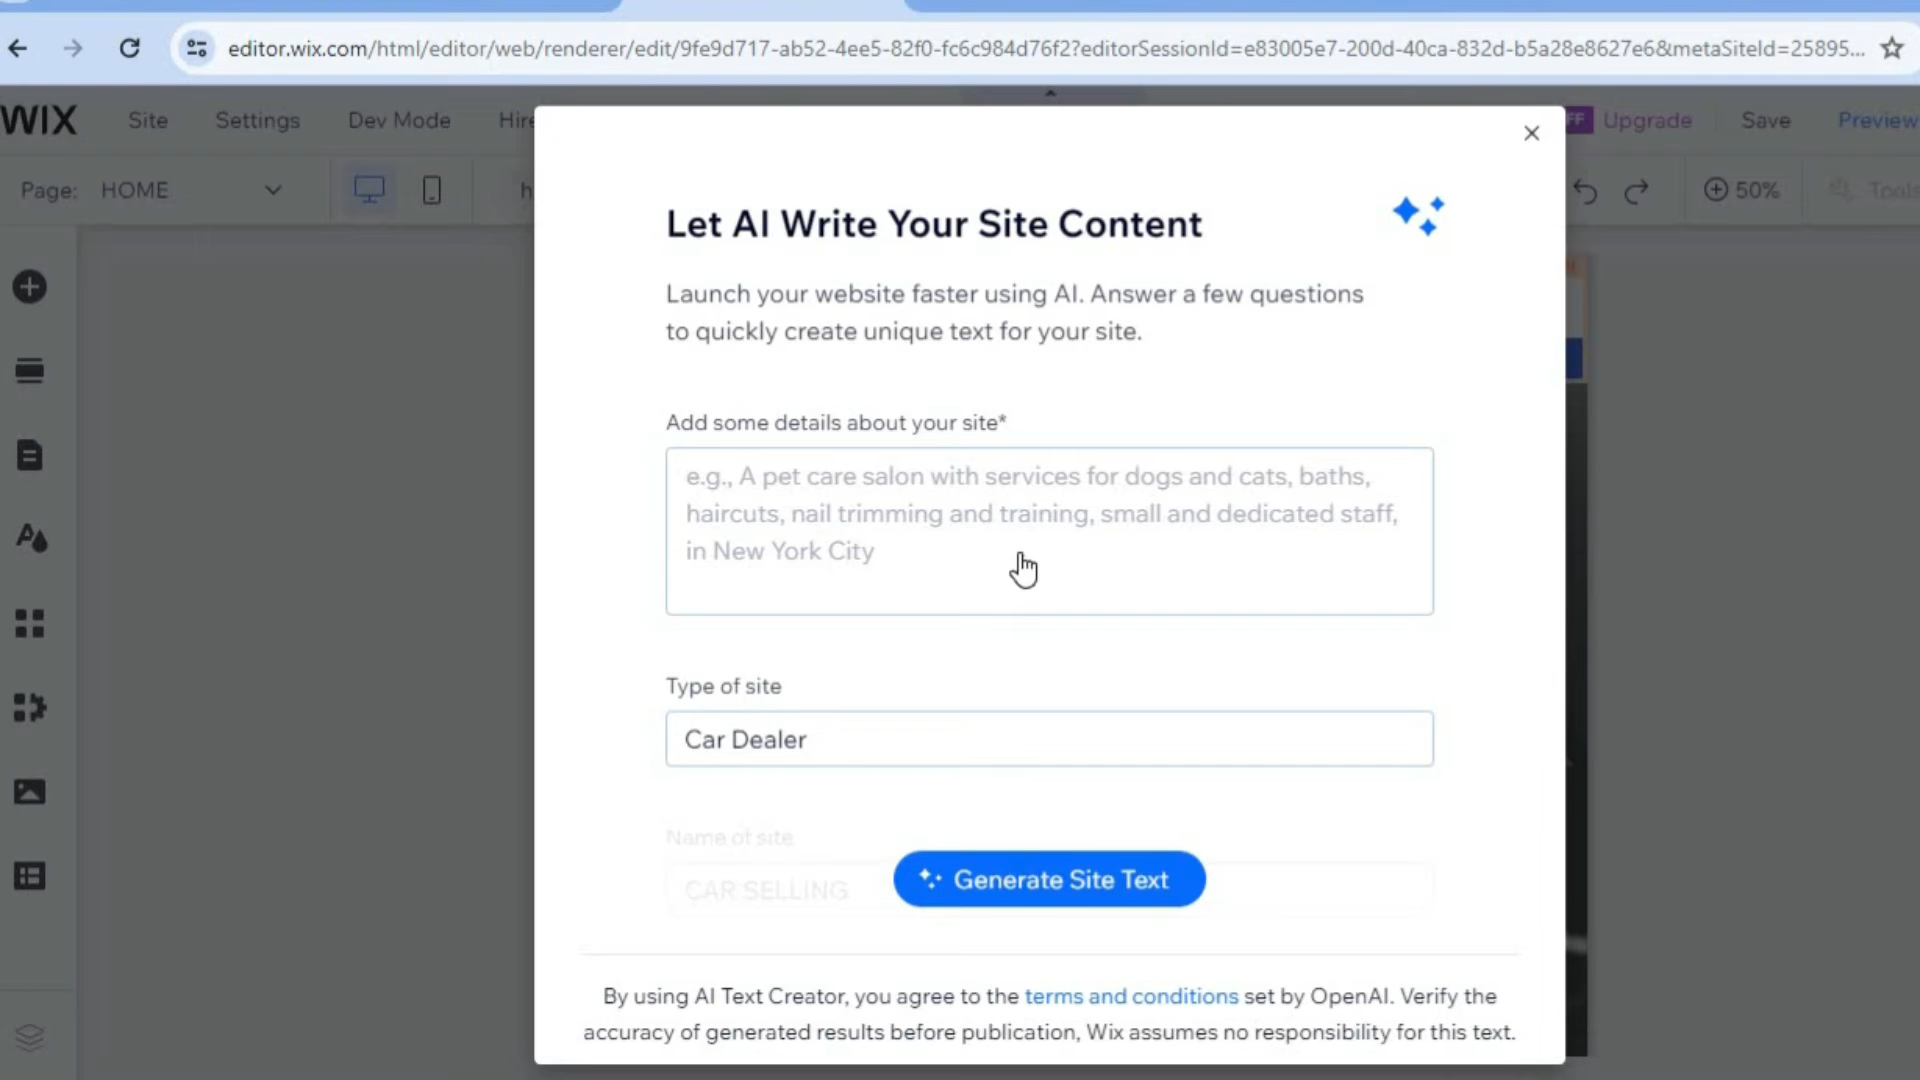 editor.wix.com/html/editor/web/renderer/edit/9fe9d717-ab52-4ee5-82f0-fc6c984d76f2?editorSessionId=e83005e7-200d-40ca-832d-b5a28e8627e6&metaSiteId=25895...
WIX
Site
Settings
Dev Mode
Hire
FF
Upgrade
Save
Preview
Page: HOME
h
50%
Tools
Let AI Write Your Site Content
Launch your website faster using AI. Answer a few questions
to quickly create unique text for your site.
Add some details about your site*
e.g., A pet care salon with services for dogs and cats, baths,
haircuts, nail trimming and training, small and dedicated staff,
in New York City
Type of site
Car Dealer
Name of site
CAR SELLING
Generate Site Text
By using AI Text Creator, you agree to the terms and conditions set by OpenAI. Verify the
accuracy of generated results before publication, Wix assumes no responsibility for this text.